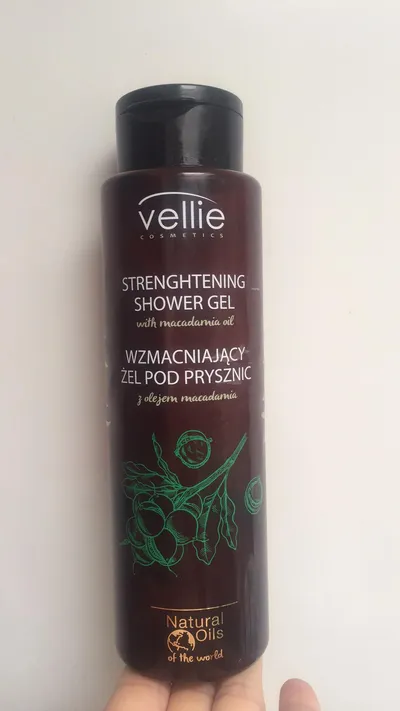 vellie
COSMETICS
STRENGHTENING
SHOWER GEL
with macadamia oil
WZMACNIAJĄCY
ŻEL POD PRYSZNIC
z olejem macadamia
Natural
Oils
of the world